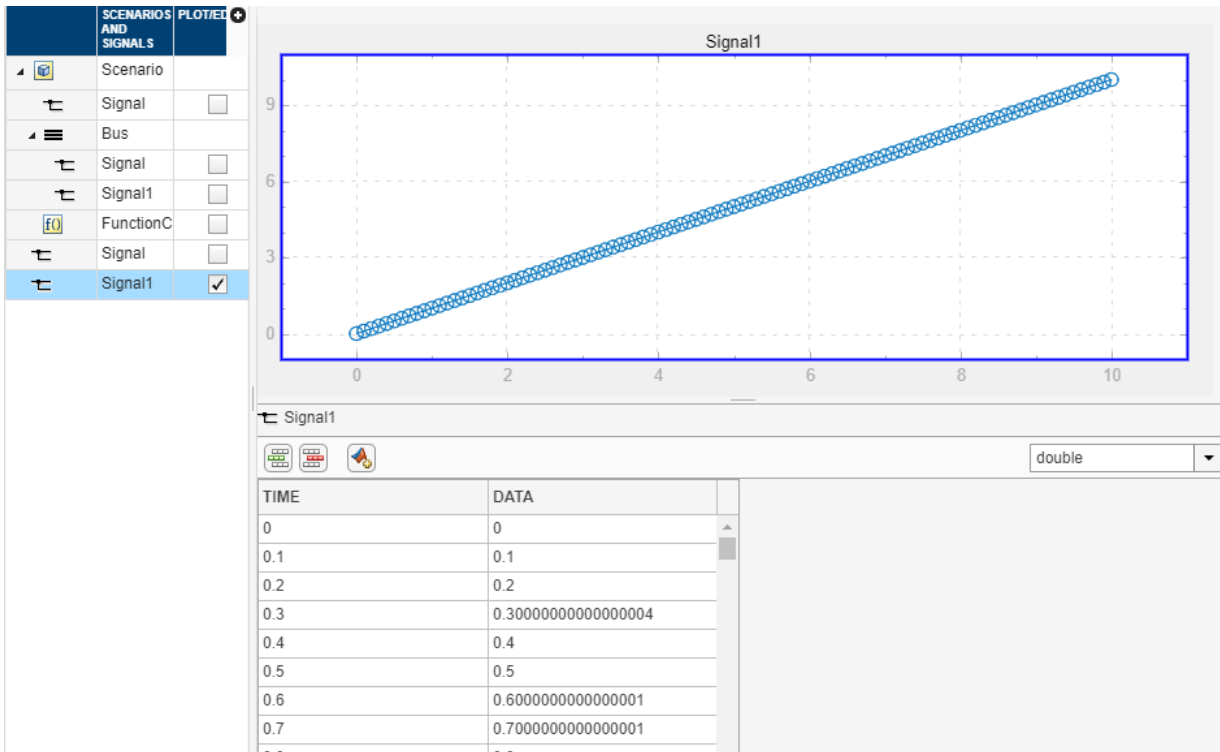 SCENARIOS AND SIGNALS PLOT/ED
Scenario
Signal
Bus
Signal
Signal1
f()
FunctionC
Signal
Signal1
Signal1
9
6
3
0
0 2 4 6 8 10
Signal1
double
TIME DATA
0 0
0.1 0.1
0.2 0.2
0.3 0.30000000000000004
0.4 0.4
0.5 0.5
0.6 0.6000000000000001
0.7 0.7000000000000001